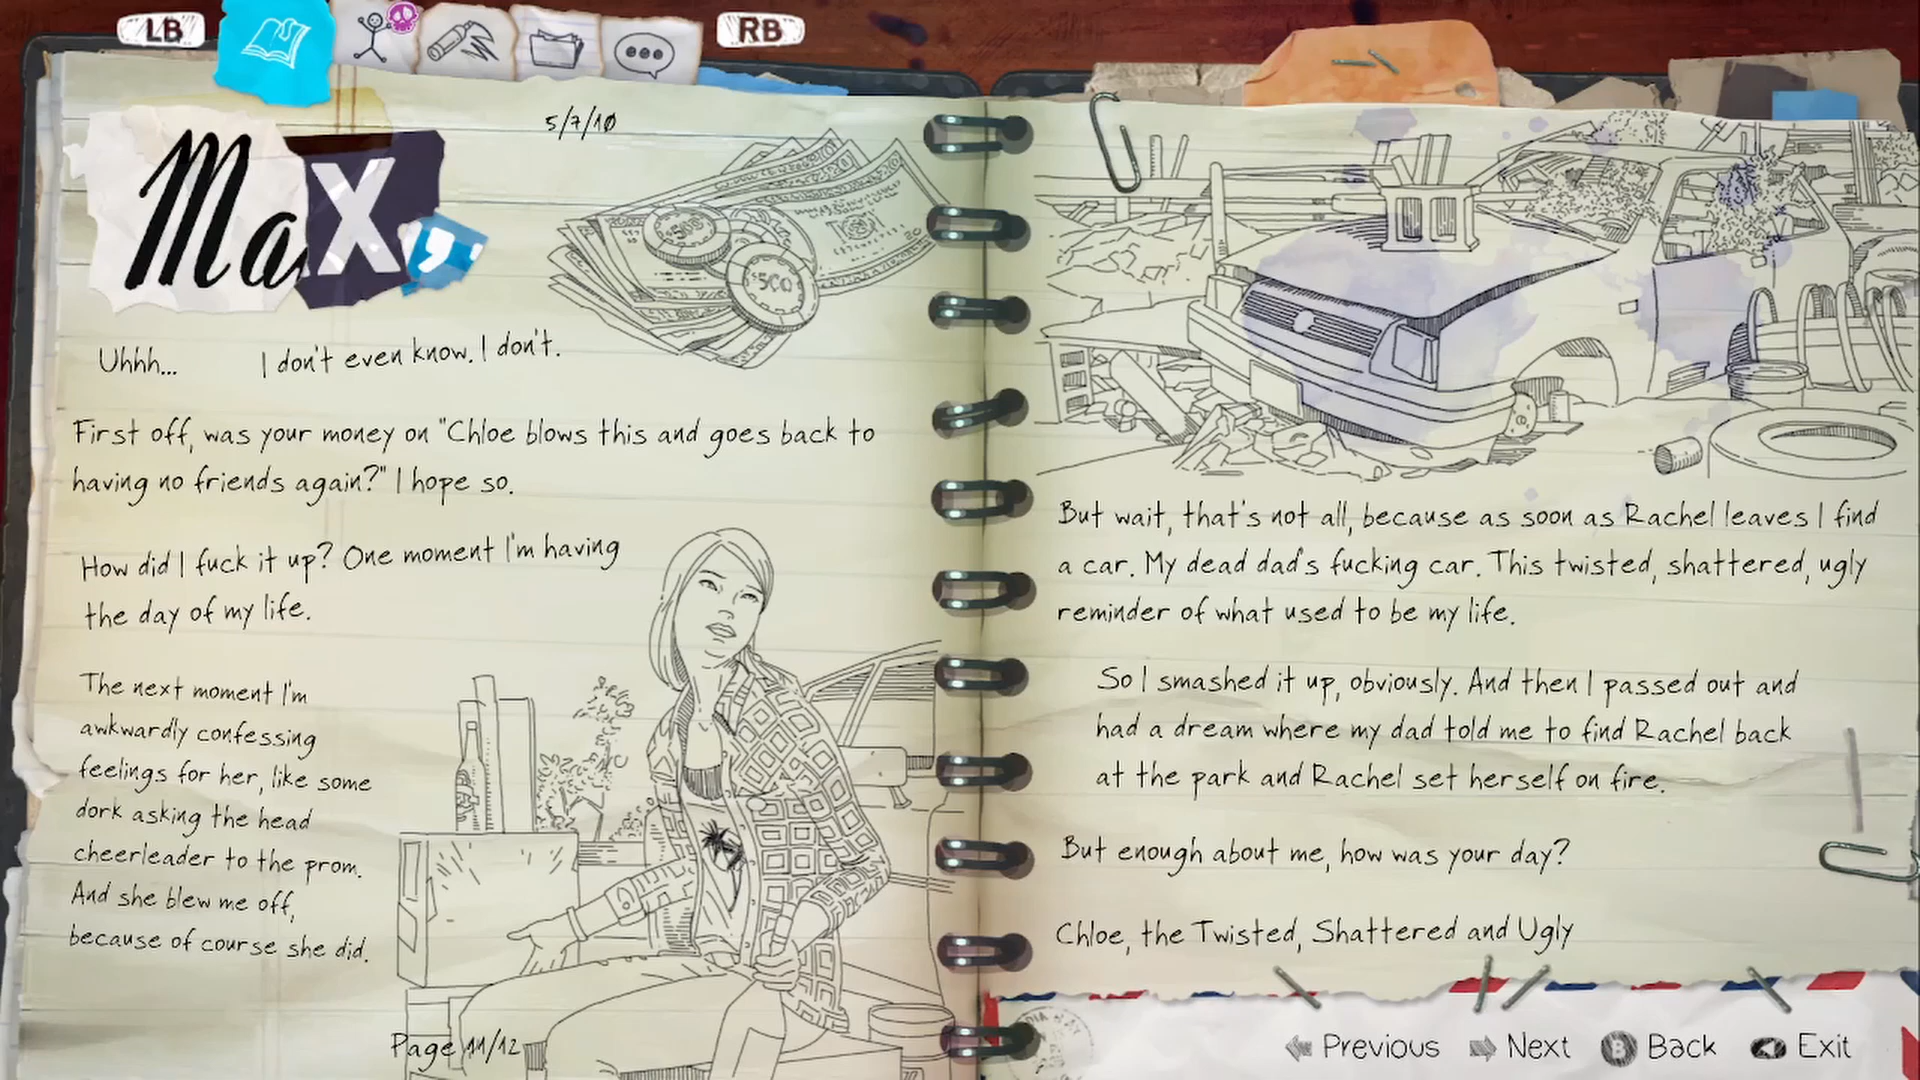 LB
RB
5/7/10
Max,
$500
$500
20
Uhhh... I don't even know. I don't.
First off, was your money on "Chloe blows this and goes back to
having no friends again?" I hope so.
How did I fuck it up? One moment I'm having
the day of my life.
The next moment I'm
awkwardly confessing
feelings for her, like some
dork asking the head
cheerleader to the prom.
And she blew me off,
because of course she did.
Page 11/12
But wait, that's not all, because as soon as Rachel leaves I find
a car. My dead dad's fucking car. This twisted, shattered, ugly
reminder of what used to be my life.
So I smashed it up, obviously. And then I passed out and
had a dream where my dad told me to find Rachel back
at the park and Rachel set herself on fire.
But enough about me, how was your day?
Chloe, the Twisted, Shattered and Ugly
Previous Next B Back Exit